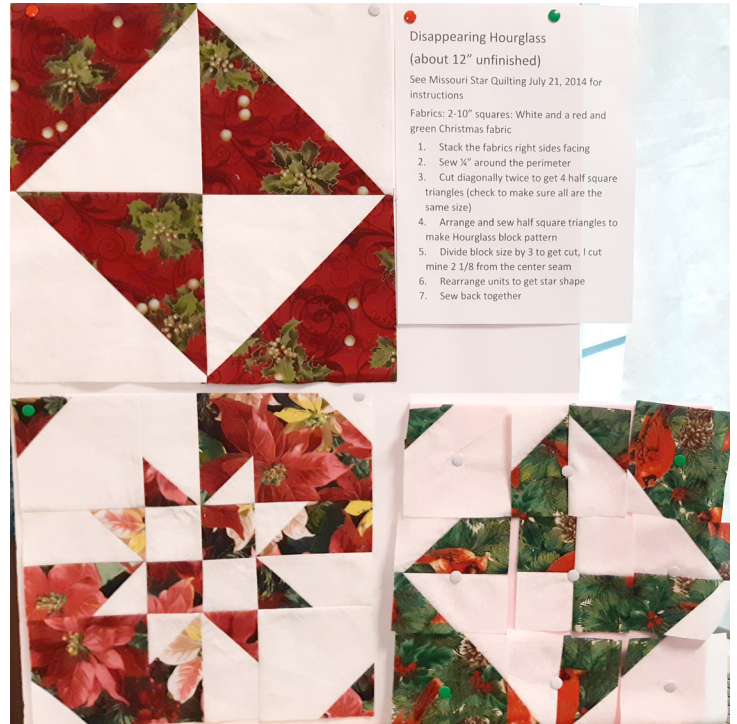 Disappearing Hourglass
(about 12” unfinished)
See Missouri Star Quilting July 21, 2014 for
instructions
Fabrics: 2-10” squares: White and a red and
green Christmas fabric
1. Stack the fabrics right sides facing
2. Sew ¼” around the perimeter
3. Cut diagonally twice to get 4 half square
triangles (check to make sure all are the
same size)
4. Arrange and sew half square triangles to
make Hourglass block pattern
5. Divide block size by 3 to get cut, I cut
mine 2 1/8 from the center seam
6. Rearrange units to get star shape
7. Sew back together